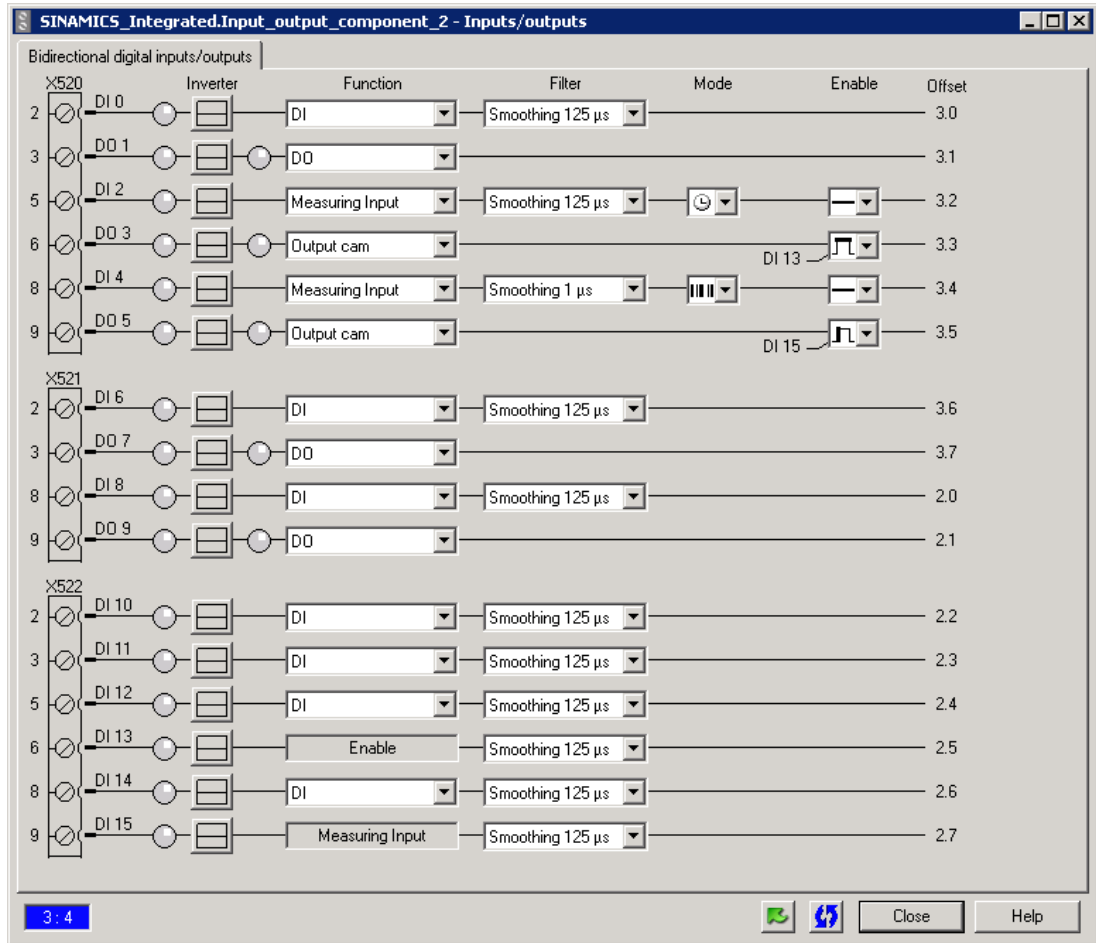 SINAMICS_Integrated.Input_output_component_2 - Inputs/outputs
Bidirectional digital inputs/outputs
X520 Inverter Function Filter Mode Enable Offset
2 DI 0 DI Smoothing 125 µs 3.0
3 DO 1 DO 3.1
5 DI 2 Measuring Input Smoothing 125 µs 3.2
6 DO 3 Output cam DI 13 3.3
8 DI 4 Measuring Input Smoothing 1 µs 3.4
9 DO 5 Output cam DI 15 3.5
X521
2 DI 6 DI Smoothing 125 µs 3.6
3 DO 7 DO 3.7
8 DI 8 DI Smoothing 125 µs 2.0
9 DO 9 DO 2.1
X522
2 DI 10 DI Smoothing 125 µs 2.2
3 DI 11 DI Smoothing 125 µs 2.3
5 DI 12 DI Smoothing 125 µs 2.4
6 DI 13 Enable Smoothing 125 µs 2.5
8 DI 14 DI Smoothing 125 µs 2.6
9 DI 15 Measuring Input Smoothing 125 µs 2.7
3 : 4 Close Help